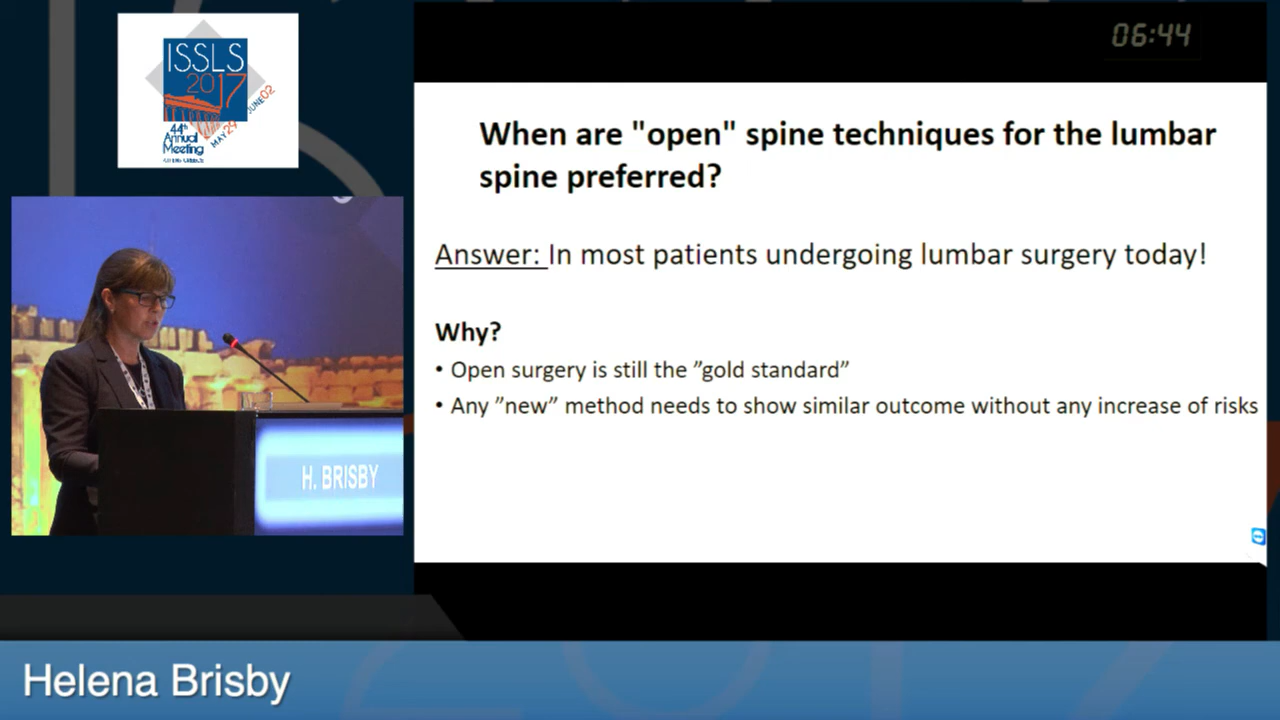 06:44
ISSLS
2017
44th
Annual
Meeting
MAY 29 JUNE 02
When are "open" spine techniques for the lumbar
spine preferred?
Answer: In most patients undergoing lumbar surgery today!
Why?
• Open surgery is still the ”gold standard”
• Any ”new” method needs to show similar outcome without any increase of risks
H. BRISBY
Helena Brisby